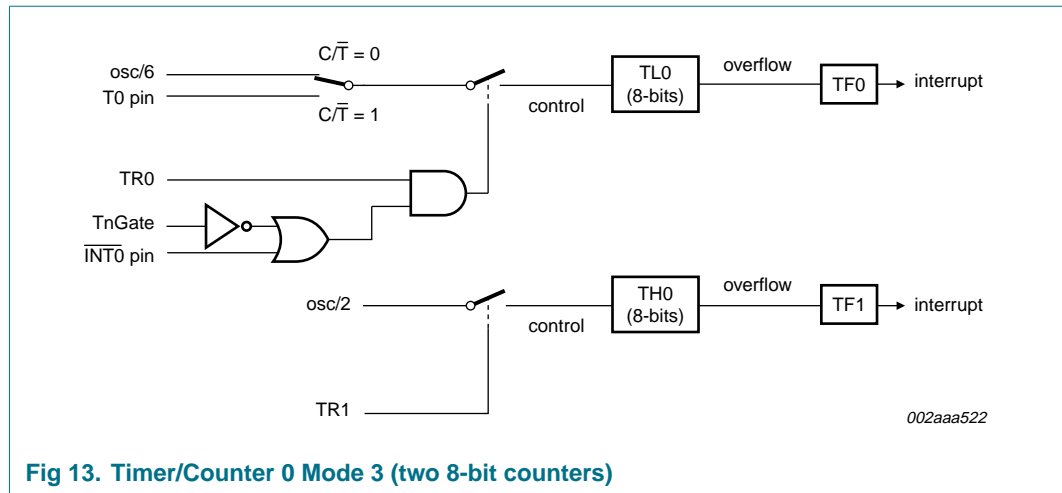 C/T̅ = 0
osc/6
T0 pin
C/T̅ = 1
TL0
(8-bits)
overflow
TF0
interrupt
control
TR0
TnGate
I̅N̅T̅0̅ pin
osc/2
TH0
(8-bits)
overflow
TF1
interrupt
control
TR1
002aaa522
Fig 13. Timer/Counter 0 Mode 3 (two 8-bit counters)